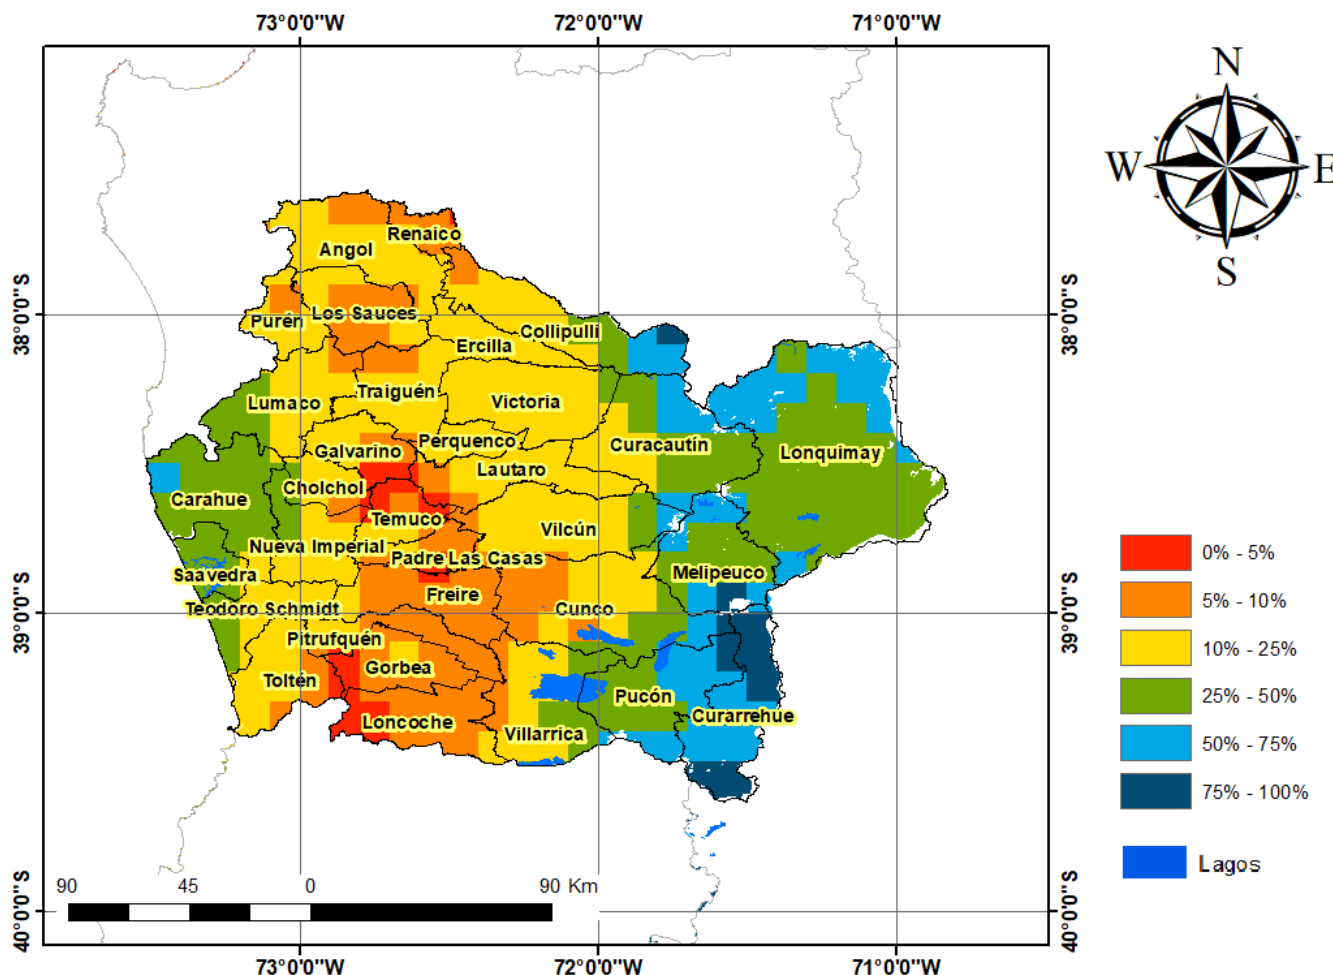 73°0'0"W 72°0'0"W 71°0'0"W
N
W E
S
38°0'0"S 38°0'0"S
39°0'0"S 39°0'0"S
40°0'0"S 40°0'0"S
Renaico
Angol
Los Sauces
Purén
Collipulli
Ercilla
Traiguén
Lumaco
Victoria
Perquenco
Curacautín
Galvarino
Lonquimay
Lautaro
Cholchol
Carahue
Temuco
Vilcún
Nueva Imperial
Padre Las Casas
Saavedra
Melipeuco
Freire
Teodoro Schmidt
Cunco
Pitrufquén
Gorbea
Toltén
Pucón
Loncoche
Curarrehue
Villarrica
0% - 5%
5% - 10%
10% - 25%
25% - 50%
50% - 75%
75% - 100%
Lagos
90 45 0 90 Km
73°0'0"W 72°0'0"W 71°0'0"W